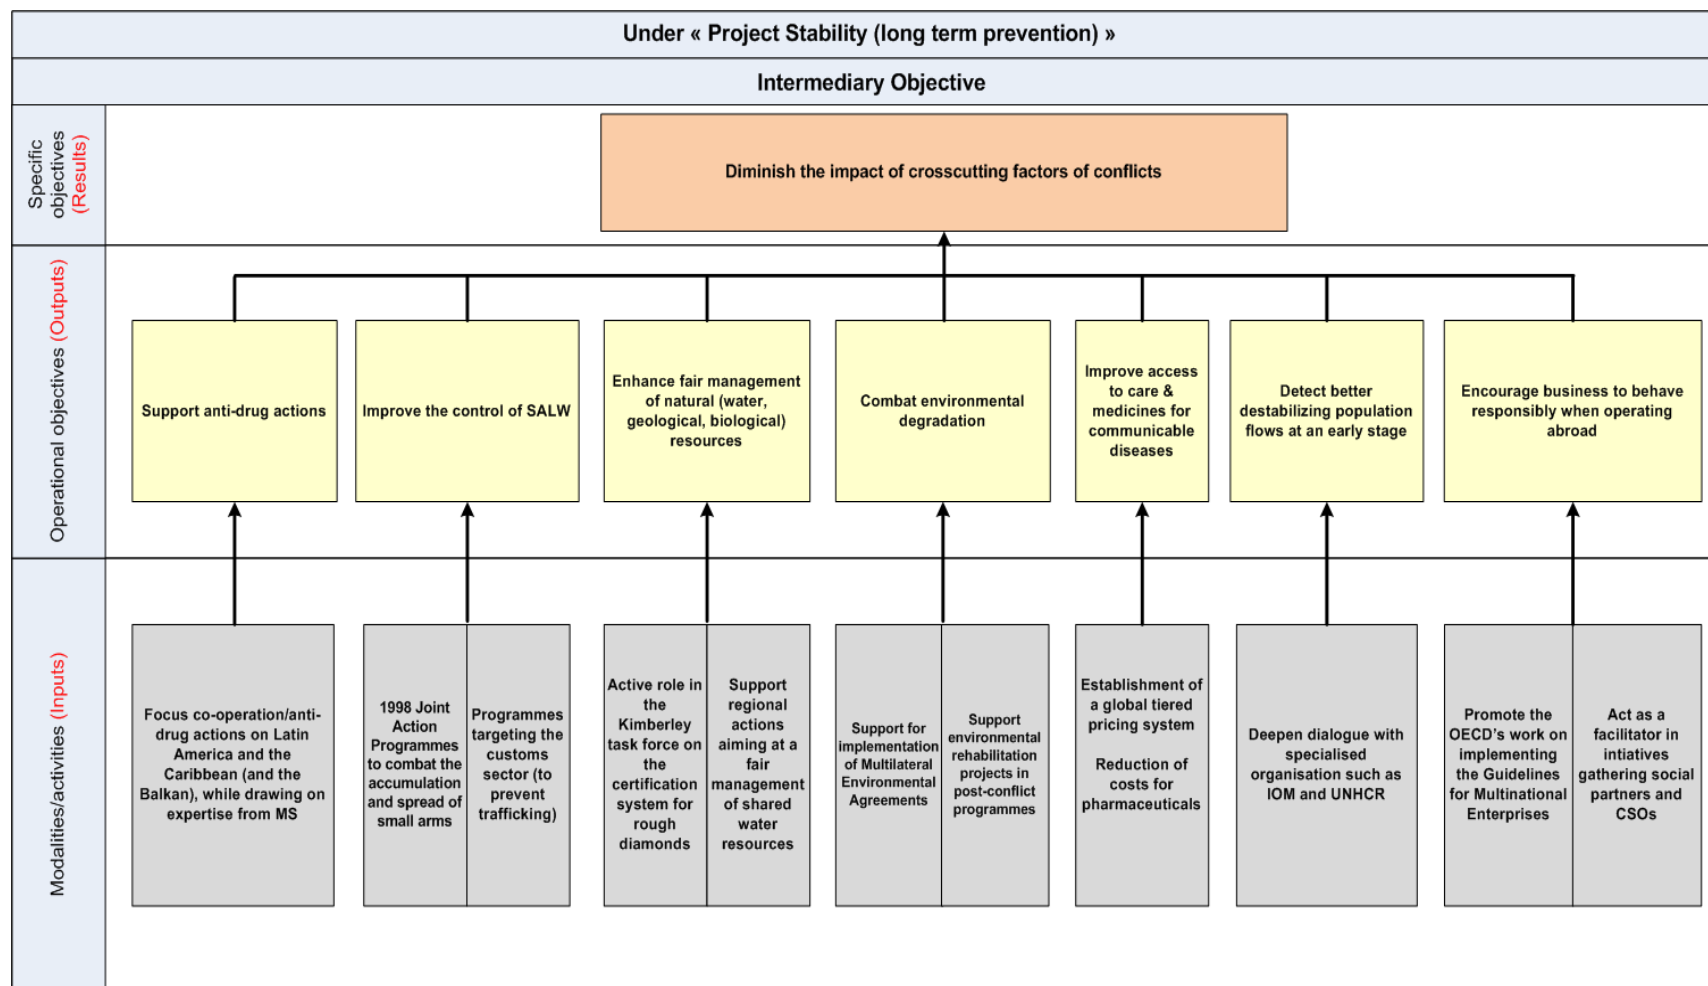 Under « Project Stability (long term prevention) »
Intermediary Objective
Specific
objectives
(Results)
Diminish the impact of crosscutting factors of conflicts
Operational objectives (Outputs)
Support anti-drug actions
Improve the control of SALW
Enhance fair management
of natural (water,
geological, biological)
resources
Combat environmental
degradation
Improve access
to care &
medicines for
communicable
diseases
Detect better
destabilizing population
flows at an early stage
Encourage business to behave
responsibly when operating
abroad
Modalities/activities (Inputs)
Focus co-operation/anti-
drug actions on Latin
America and the
Caribbean (and the
Balkan), while drawing on
expertise from MS
1998 Joint
Action
Programmes
to combat the
accumulation
and spread of
small arms
Programmes
targeting the
customs
sector (to
prevent
trafficking)
Active role in
the
Kimberley
task force on
the
certification
system for
rough
diamonds
Support
regional
actions
aiming at a
fair
management
of shared
water
resources
Support for
implementation
of Multilateral
Environmental
Agreements
Support
environmental
rehabilitation
projects in
post-conflict
programmes
Establishment of
a global tiered
pricing system
Reduction of
costs for
pharmaceuticals
Deepen dialogue with
specialised
organisation such as
IOM and UNHCR
Promote the
OECD's work on
implementing
the Guidelines
for Multinational
Enterprises
Act as a
facilitator in
intiatives
gathering social
partners and
CSOs